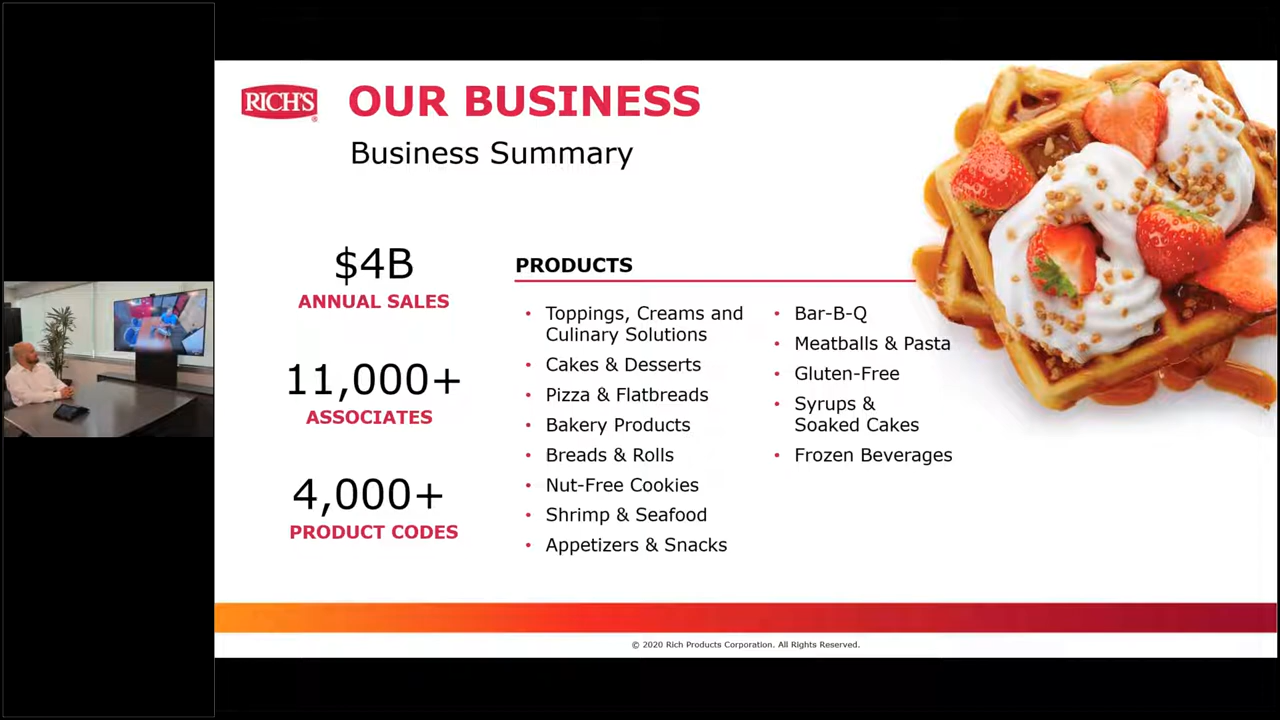 RICH'S
®
OUR BUSINESS
Business Summary
$4B
ANNUAL SALES
11,000+
ASSOCIATES
4,000+
PRODUCT CODES
PRODUCTS
• Toppings, Creams and
Culinary Solutions
• Cakes & Desserts
• Pizza & Flatbreads
• Bakery Products
• Breads & Rolls
• Nut-Free Cookies
• Shrimp & Seafood
• Appetizers & Snacks
• Bar-B-Q
• Meatballs & Pasta
• Gluten-Free
• Syrups &
Soaked Cakes
• Frozen Beverages
© 2020 Rich Products Corporation. All Rights Reserved.